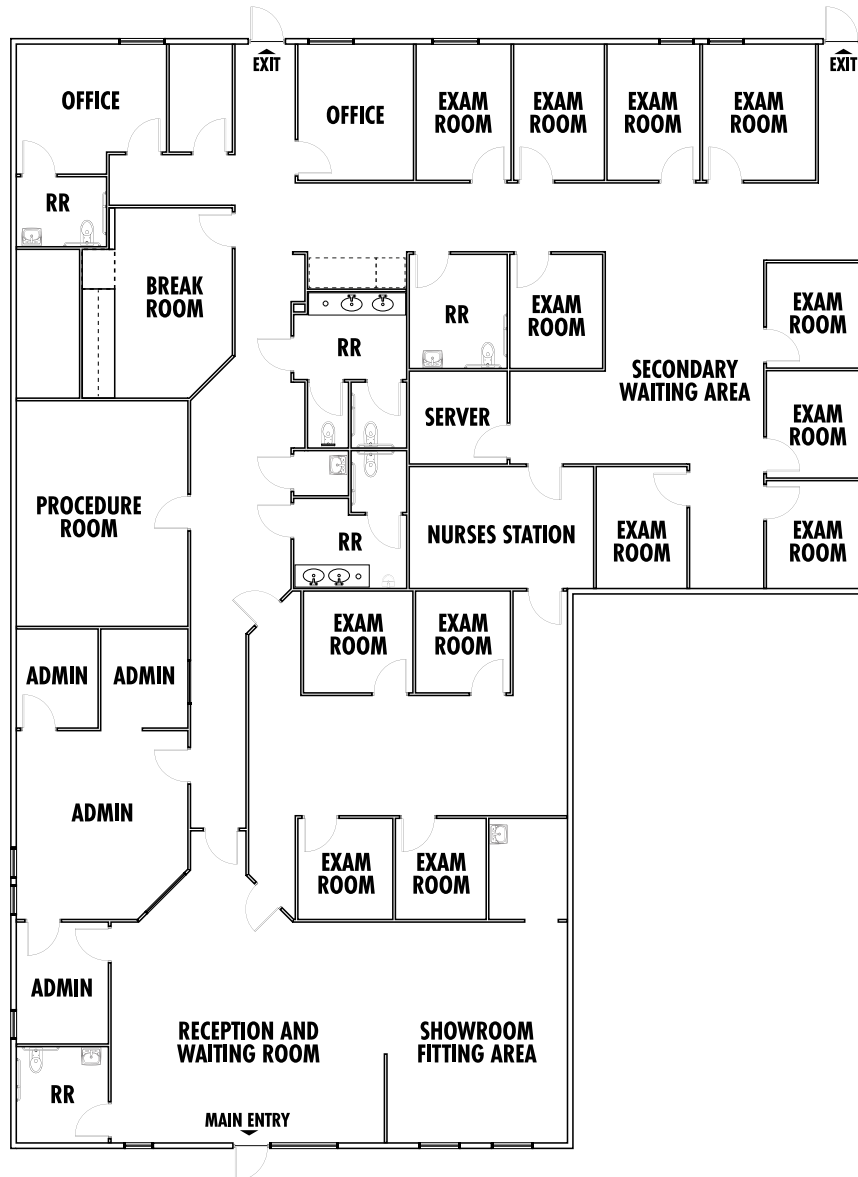 EXIT
EXIT
OFFICE
OFFICE
EXAM
ROOM
EXAM
ROOM
EXAM
ROOM
EXAM
ROOM
RR
BREAK
ROOM
RR
EXAM
ROOM
EXAM
ROOM
RR
SECONDARY
WAITING AREA
SERVER
EXAM
ROOM
PROCEDURE
ROOM
RR
NURSES STATION
EXAM
ROOM
EXAM
ROOM
EXAM
ROOM
EXAM
ROOM
ADMIN
ADMIN
ADMIN
EXAM
ROOM
EXAM
ROOM
ADMIN
RECEPTION AND
WAITING ROOM
SHOWROOM
FITTING AREA
RR
MAIN ENTRY